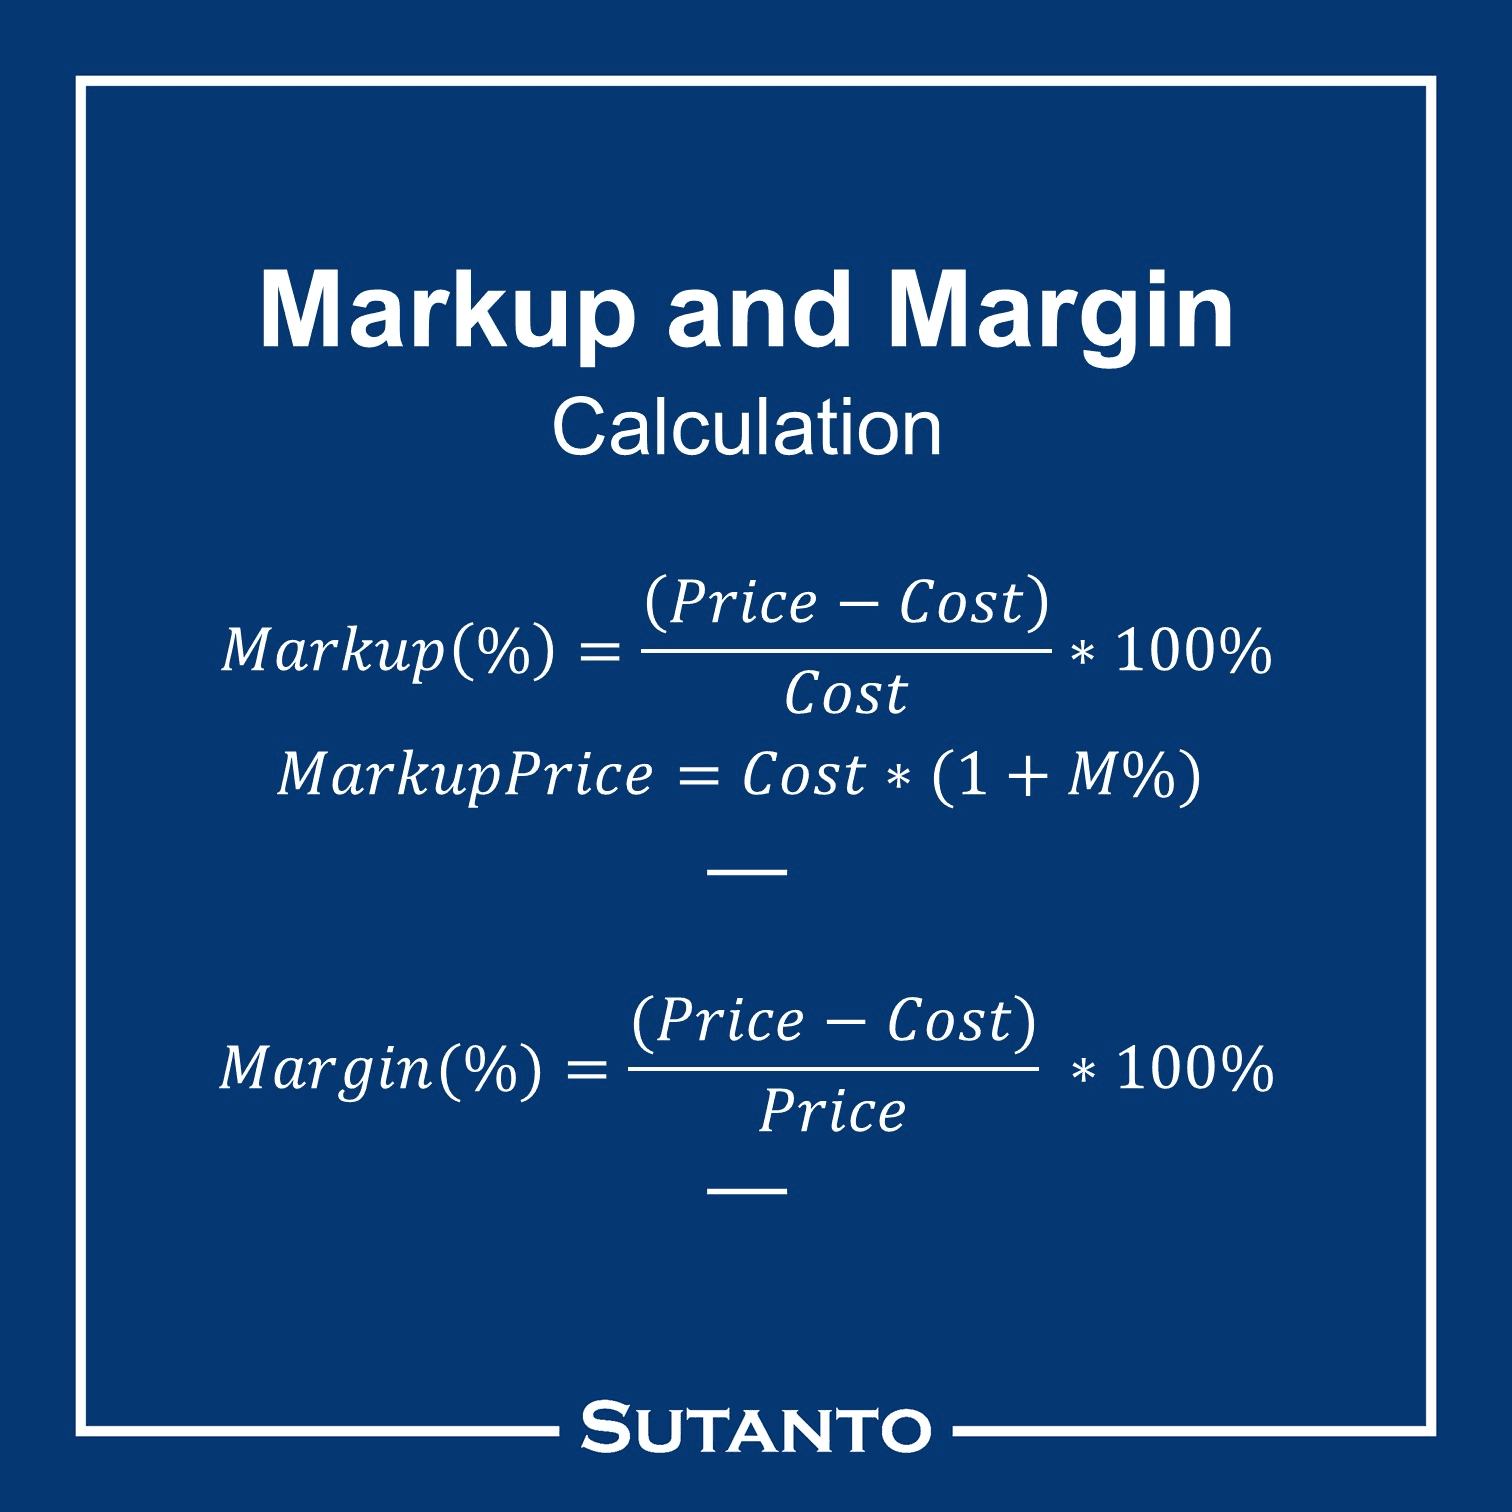 Markup and Margin
Calculation
Markup(%) = (Price − Cost) / Cost * 100%
MarkupPrice = Cost * (1 + M%)
Margin(%) = (Price − Cost) / Price * 100%
SUTANTO